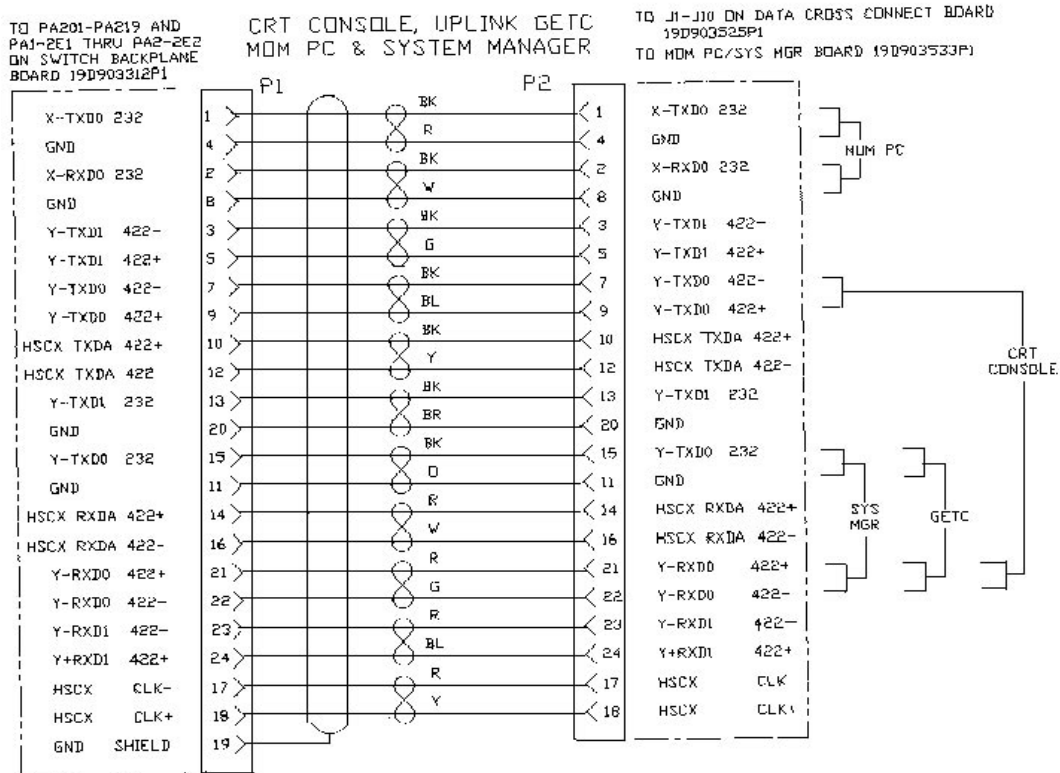 TO PA201-PA219 AND
PA1-2E1 THRU PA2-2E2
ON SWITCH BACKPLANE
BOARD 19D903312P1
CRT CONSOLE, UPLINK GETC
MOM PC & SYSTEM MANAGER
TO J1-J10 ON DATA CROSS CONNECT BOARD
19D903525P1
TO MOM PC/SYS MGR BOARD 19D903533P1
P1
P2
X-TXD0 232 1 BK 1 X-TXD0 232
GND 4 R 4 GND
X-RXD0 232 2 BK 2 X-RXD0 232
GND 8 W 8 GND
Y-TXD1 422- 3 BK 3 Y-TXD1 422-
Y-TXD1 422+ 5 G 5 Y-TXD1 422+
Y-TXD0 422- 7 BK 7 Y-TXD0 422-
Y-TXD0 422+ 9 BL 9 Y-TXD0 422+
HSCX TXDA 422+ 10 BK 10 HSCX TXDA 422+
HSCX TXDA 422 12 Y 12 HSCX TXDA 422-
Y-TXD1 232 13 BK 13 Y-TXD1 232
GND 20 BR 20 GND
Y-TXD0 232 15 BK 15 Y-TXD0 232
GND 11 O 11 GND
HSCX RXDA 422+ 14 R 14 HSCX RXDA 422+
HSCX RXDA 422- 16 W 16 HSCX RXDA 422-
Y-RXD0 422+ 21 R 21 Y-RXD0 422+
Y-RXD0 422- 22 G 22 Y-RXD0 422-
Y-RXD1 422- 23 R 23 Y-RXD1 422-
Y+RXD1 422+ 24 BL 24 Y+RXD1 422+
HSCX CLK- 17 R 17 HSCX CLK
HSCX CLK+ 18 Y 18 HSCX CLK
GND SHIELD 19
MUM PC
CRT
CONSOLE
SYS
MGR
GETC